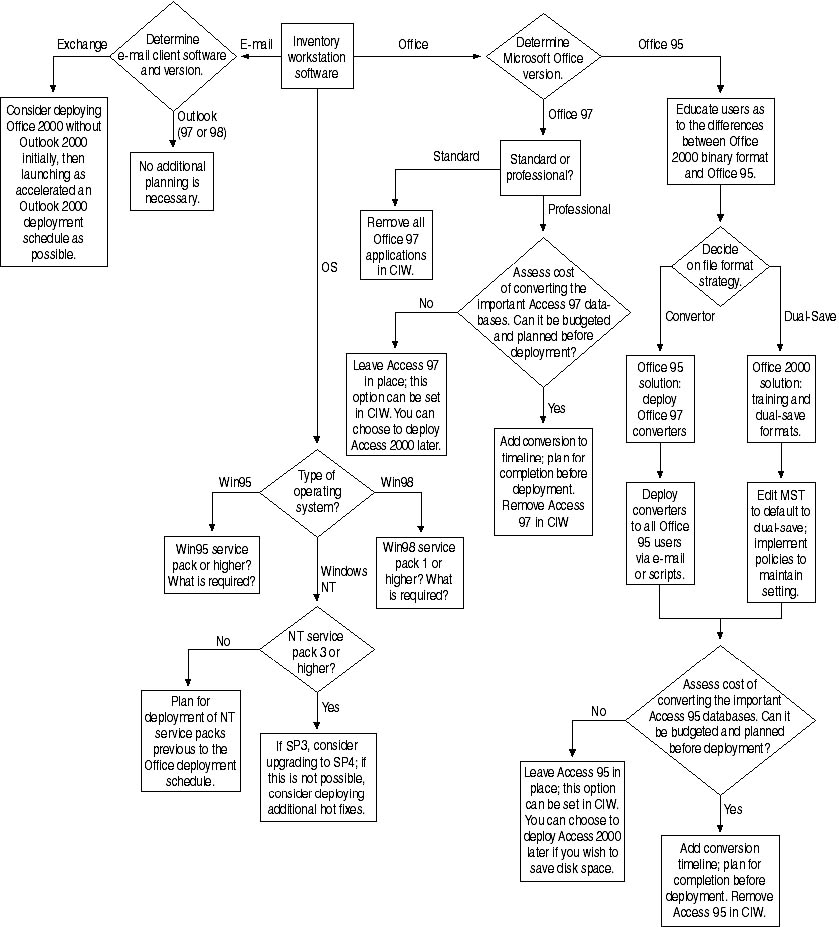 Exchange
Determine
e-mail client software
and version.
E-mail
Inventory
workstation
software
Office
Determine
Microsoft Office
version.
Office 95
Consider deploying
Office 2000 without
Outlook 2000
initially, then
launching as
accelerated an
Outlook 2000
deployment
schedule as
possible.
Outlook
(97 or 98)
No additional
planning is
necessary.
OS
Office 97
Standard
Standard or
professional?
Remove all
Office 97
applications
in CIW.
Professional
Educate users as
to the differences
between Office
2000 binary format
and Office 95.
Decide
on file format
strategy.
Convertor
Dual-Save
No
Assess cost
of converting the
important Access 97 data-
bases. Can it be budgeted
and planned before
deployment?
Leave Access 97
in place; this
option can be set
in CIW. You can
choose to deploy
Access 2000 later.
Yes
Add conversion to
timeline; plan for
completion before
deployment.
Remove Access
97 in CIW
Office 95
solution:
deploy
Office 97
converters
Office 2000
solution:
training and
dual-save
formats.
Deploy
converters
to all Office
95 users
via e-mail
or scripts.
Edit MST
to default to
dual-save;
implement
policies to
maintain
setting.
Win95
Type of
operating
system?
Win98
Win95 service
pack or higher?
What is required?
Windows
NT
Win98 service
pack 1 or
higher? What
is required?
No
NT service
pack 3 or
higher?
Yes
Plan for
deployment of NT
service packs
previous to the
Office deployment
schedule.
If SP3, consider
upgrading to SP4; if
this is not possible,
consider deploying
additional hot fixes.
No
Assess cost of
converting the important
Access 95 databases. Can it
be budgeted and planned
before deployment?
Leave Access 95 in
place; this option
can be set in CIW.
You can choose to
deploy Access 2000
later if you wish to
save disk space.
Yes
Add conversion
timeline; plan for
completion before
deployment. Remove
Access 95 in CIW.